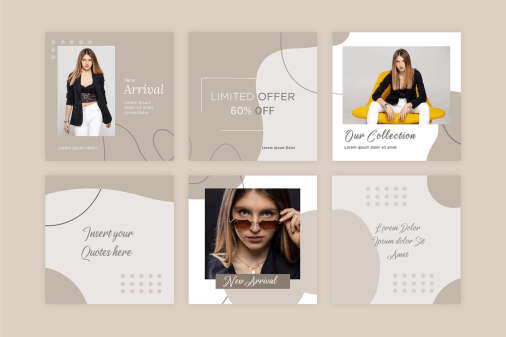 New
Arrival
Lorem ipsum
dolor sit amet
consectetur
Lorem ipsum dolor
LIMITED OFFER
60% OFF
Lorem ipsum Dolor
Our Collection
Lorem ipsum dolor sit amet
Insert your
Quotes here
New Arrival
Lorem Dolor
Ipsum dolor Sit
Amet